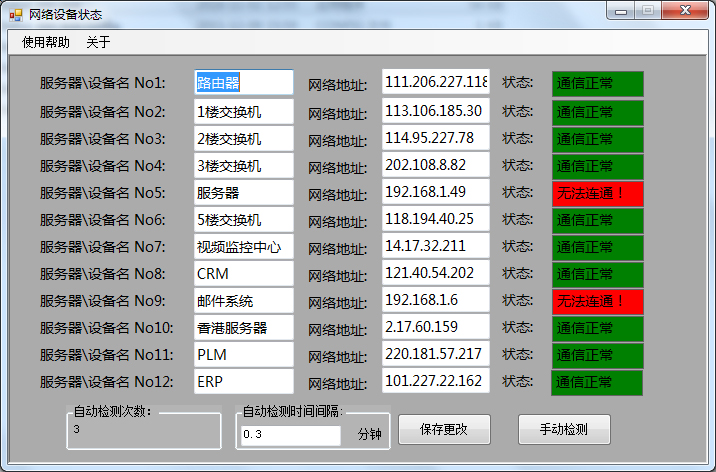 网络设备状态
使用帮助 关于
服务器\设备名 No1: 路由器 网络地址: 111.206.227.118 状态: 通信正常
服务器\设备名 No2: 1楼交换机 网络地址: 113.106.185.30 状态: 通信正常
服务器\设备名 No3: 2楼交换机 网络地址: 114.95.227.78 状态: 通信正常
服务器\设备名 No4: 3楼交换机 网络地址: 202.108.8.82 状态: 通信正常
服务器\设备名 No5: 服务器 网络地址: 192.168.1.49 状态: 无法连通！
服务器\设备名 No6: 5楼交换机 网络地址: 118.194.40.25 状态: 通信正常
服务器\设备名 No7: 视频监控中心 网络地址: 14.17.32.211 状态: 通信正常
服务器\设备名 No8: CRM 网络地址: 121.40.54.202 状态: 通信正常
服务器\设备名 No9: 邮件系统 网络地址: 192.168.1.6 状态: 无法连通！
服务器\设备名 No10: 香港服务器 网络地址: 2.17.60.159 状态: 通信正常
服务器\设备名 No11: PLM 网络地址: 220.181.57.217 状态: 通信正常
服务器\设备名 No12: ERP 网络地址: 101.227.22.162 状态: 通信正常
自动检测次数: 自动检测时间间隔:
3 0.3 分钟 保存更改 手动检测